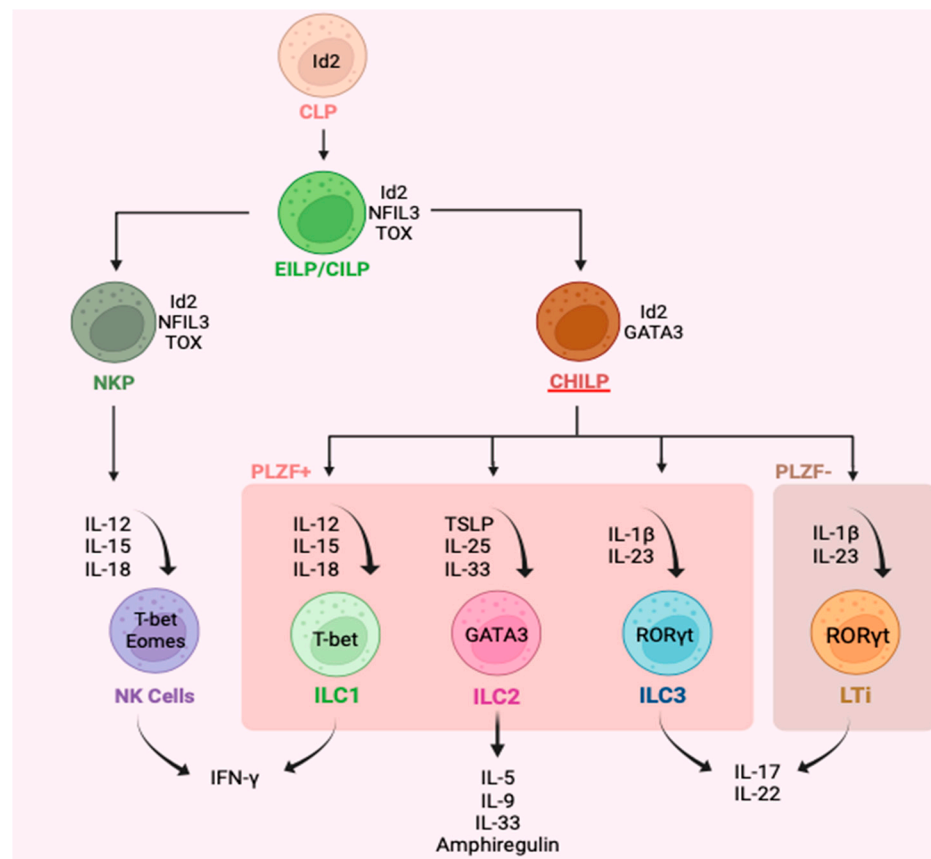 Id2
CLP
Id2
NFIL3
TOX
EILP/CILP
Id2
NFIL3
TOX
NKP
Id2
GATA3
CHILP
PLZF+
PLZF-
IL-12
IL-15
IL-18
T-bet
Eomes
NK Cells
IL-12
IL-15
IL-18
T-bet
ILC1
TSLP
IL-25
IL-33
GATA3
ILC2
IL-1β
IL-23
RORγt
ILC3
IL-1β
IL-23
RORγt
LTi
IFN-γ
IL-5
IL-9
IL-33
Amphiregulin
IL-17
IL-22